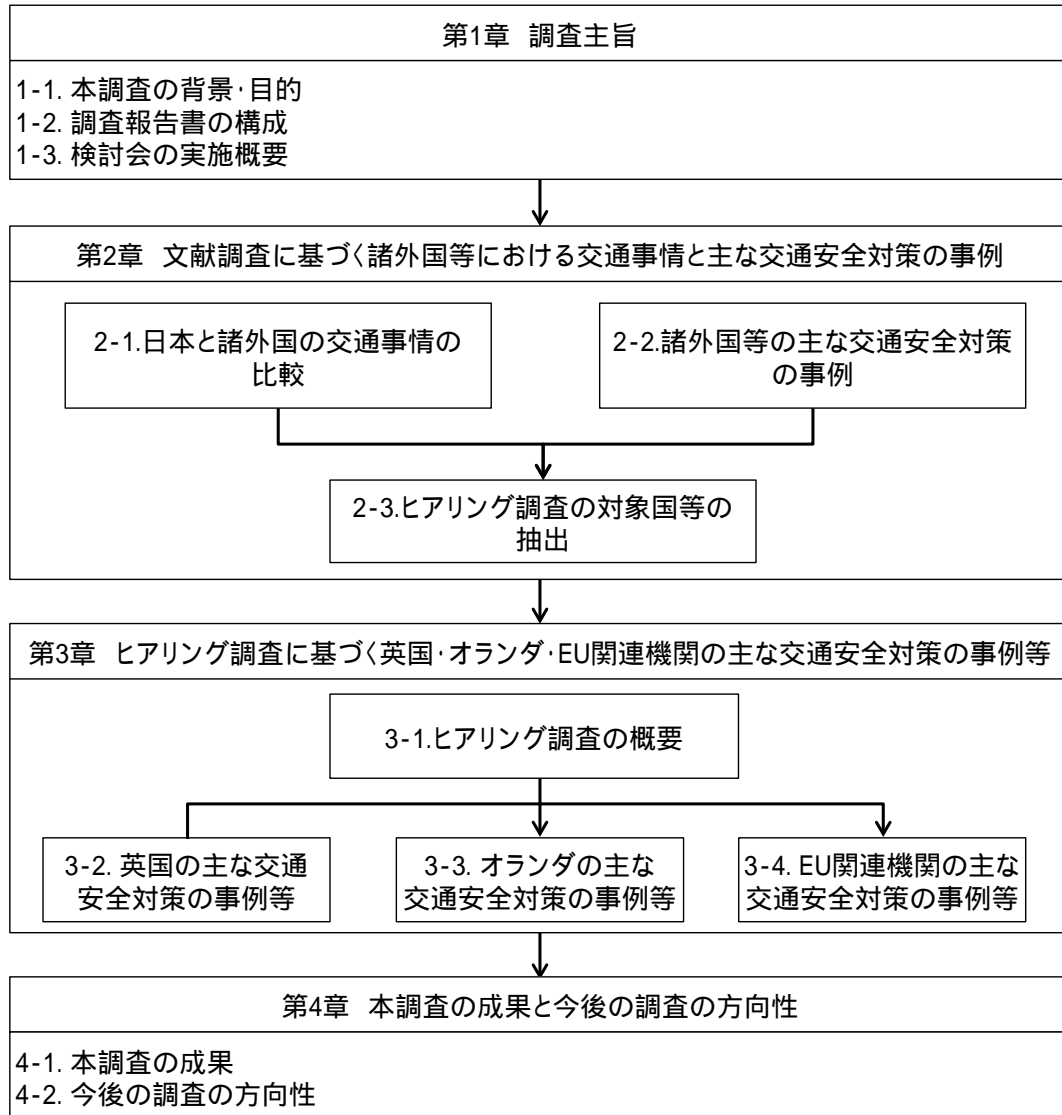 第1章 調査主旨
1-1. 本調査の背景・目的
1-2. 調査報告書の構成
1-3. 検討会の実施概要
第2章 文献調査に基づく諸外国等における交通事情と主な交通安全対策の事例
2-1.日本と諸外国の交通事情の
比較
2-2.諸外国等の主な交通安全対策
の事例
2-3.ヒアリング調査の対象国等の
抽出
第3章 ヒアリング調査に基づく英国・オランダ・EU関連機関の主な交通安全対策の事例等
3-1.ヒアリング調査の概要
3-2. 英国の主な交通
安全対策の事例等
3-3. オランダの主な
交通安全対策の事例等
3-4. EU関連機関の主な
交通安全対策の事例等
第4章 本調査の成果と今後の調査の方向性
4-1. 本調査の成果
4-2. 今後の調査の方向性